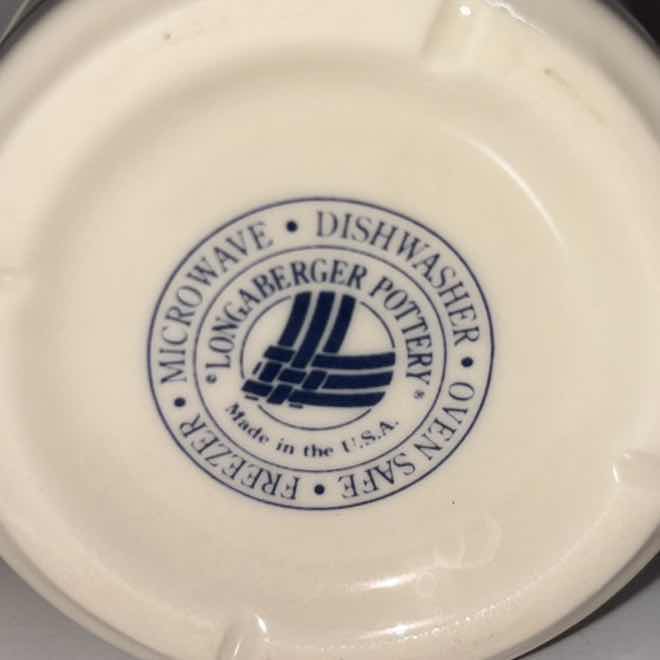 MICROWAVE • DISHWASHER • OVEN SAFE • FREEZER •
©LONGABERGER POTTERY®
Made in the U.S.A.